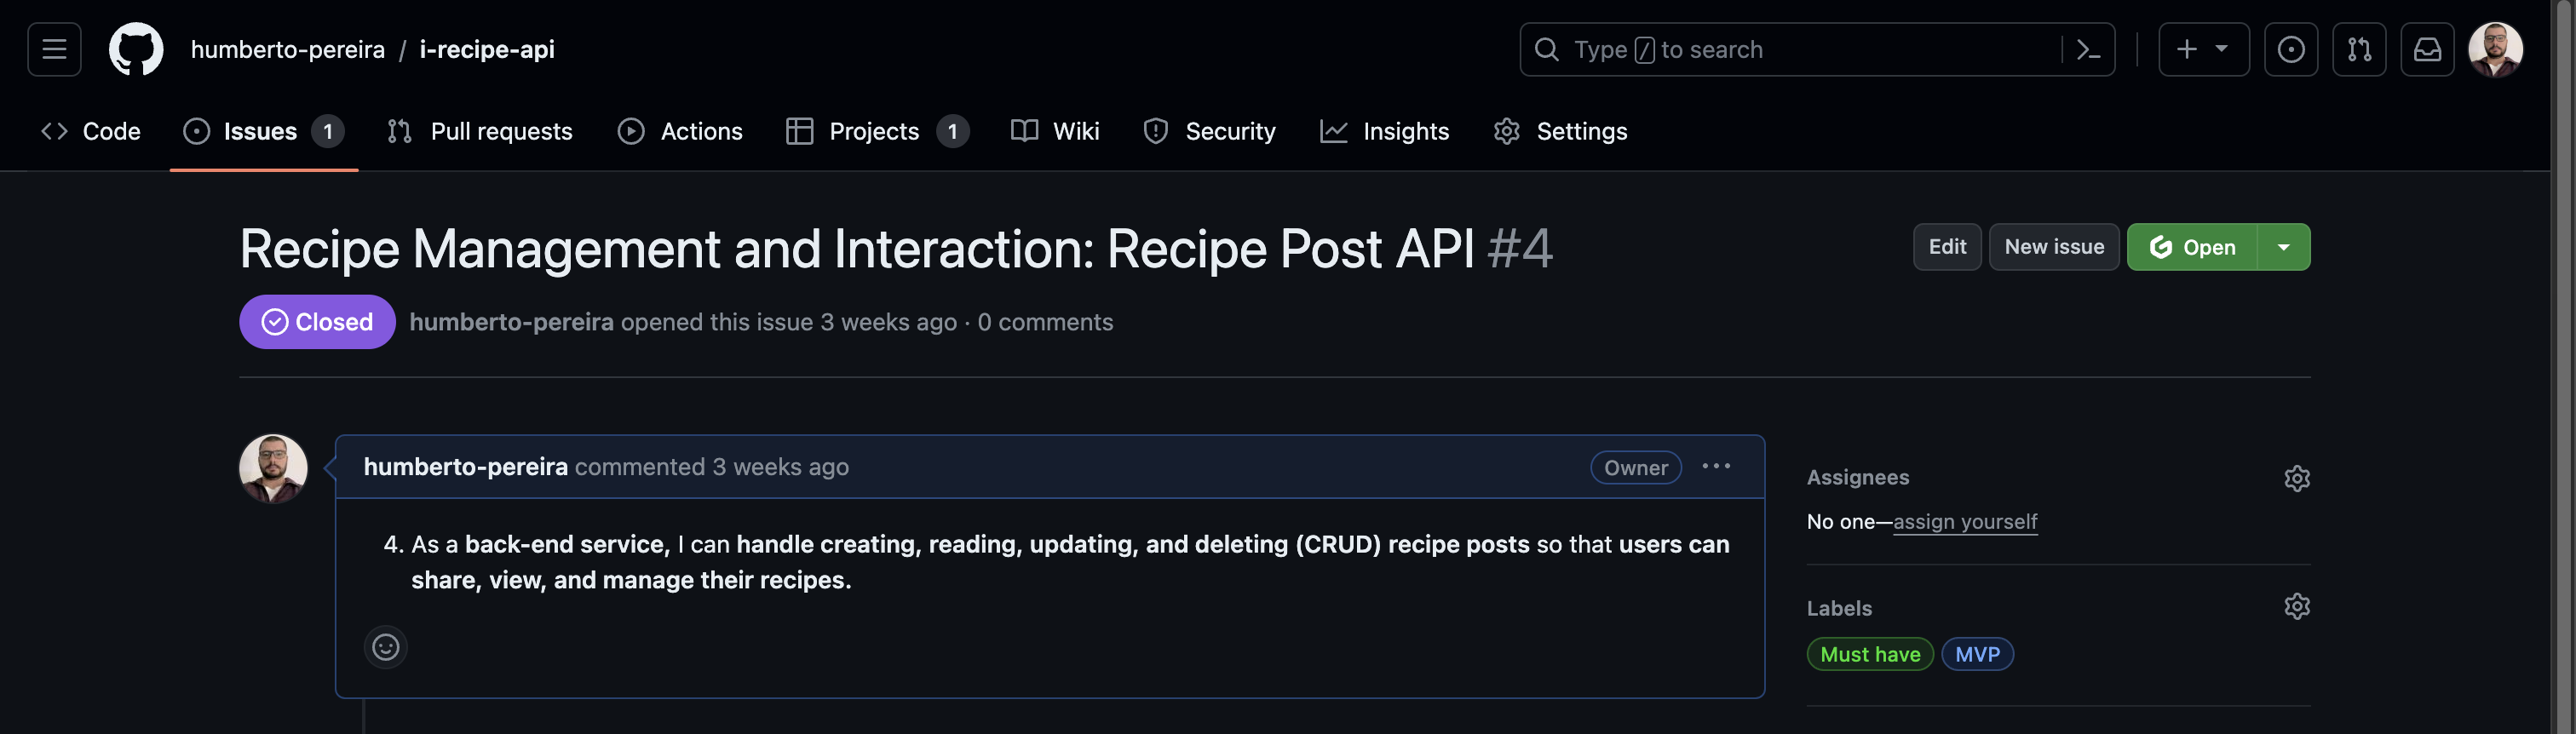 humberto-pereira / i-recipe-api
Type / to search
Code Issues 1 Pull requests Actions Projects 1 Wiki Security Insights Settings
Recipe Management and Interaction: Recipe Post API #4
Edit New issue Open
Closed humberto-pereira opened this issue 3 weeks ago · 0 comments
humberto-pereira commented 3 weeks ago Owner ...
4. As a back-end service, I can handle creating, reading, updating, and deleting (CRUD) recipe posts so that users can
share, view, and manage their recipes.
Assignees
No one—assign yourself
Labels
Must have MVP